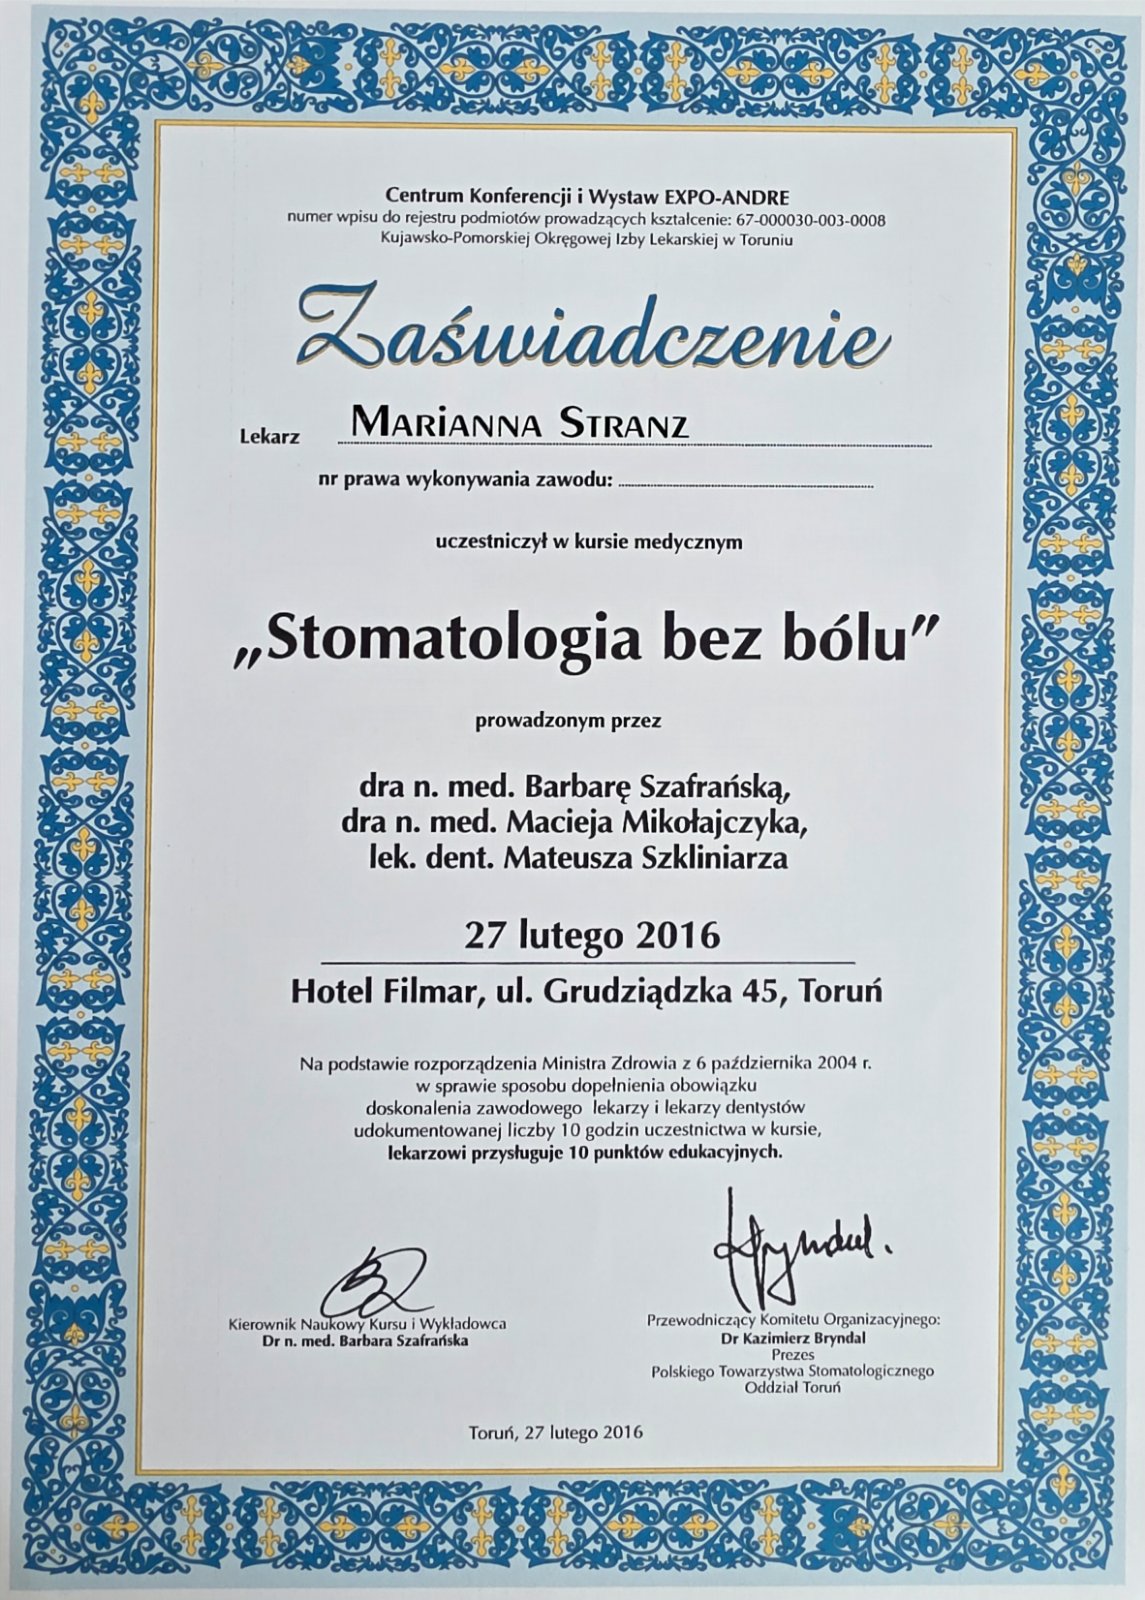 Centrum Konferencji i Wystaw EXPO-ANDRE
numer wpisu do rejestru podmiotów prowadzących kształcenie: 67-000030-003-0008
Kujawsko-Pomorskiej Okręgowej Izby Lekarskiej w Toruniu
Zaświadczenie
Lekarz MARiANNA STRANZ
nr prawa wykonywania zawodu:
uczestniczył w kursie medycznym
„Stomatologia bez bólu”
prowadzonym przez
dra n. med. Barbarę Szafrańską,
dra n. med. Macieja Mikołajczyka,
lek. dent. Mateusza Szkliniarza
27 lutego 2016
Hotel Filmar, ul. Grudziądzka 45, Toruń
Na podstawie rozporządzenia Ministra Zdrowia z 6 października 2004 r.
w sprawie sposobu dopełnienia obowiązku
doskonalenia zawodowego lekarzy i lekarzy dentystów
udokumentowanej liczby 10 godzin uczestnictwa w kursie,
lekarzowi przysługuje 10 punktów edukacyjnych.
Kierownik Naukowy Kursu i Wykładowca
Dr n. med. Barbara Szafrańska
Przewodniczący Komitetu Organizacyjnego:
Dr Kazimierz Bryndal
Prezes
Polskiego Towarzystwa Stomatologicznego
Oddział Toruń
Toruń, 27 lutego 2016